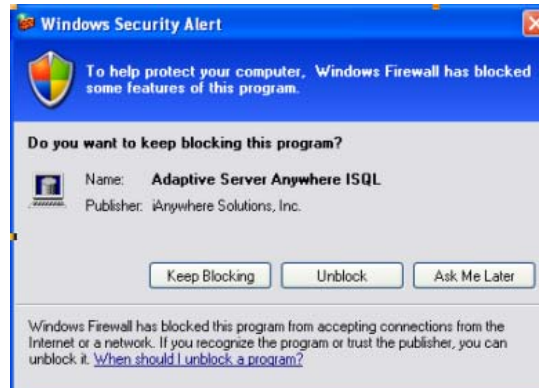 Windows Security Alert
To help protect your computer, Windows Firewall has blocked
some features of this program.
Do you want to keep blocking this program?
Name: Adaptive Server Anywhere ISQL
Publisher: iAnywhere Solutions, Inc.
Keep Blocking Unblock Ask Me Later
Windows Firewall has blocked this program from accepting connections from the
Internet or a network. If you recognize the program or trust the publisher, you can
unblock it. When should I unblock a program?